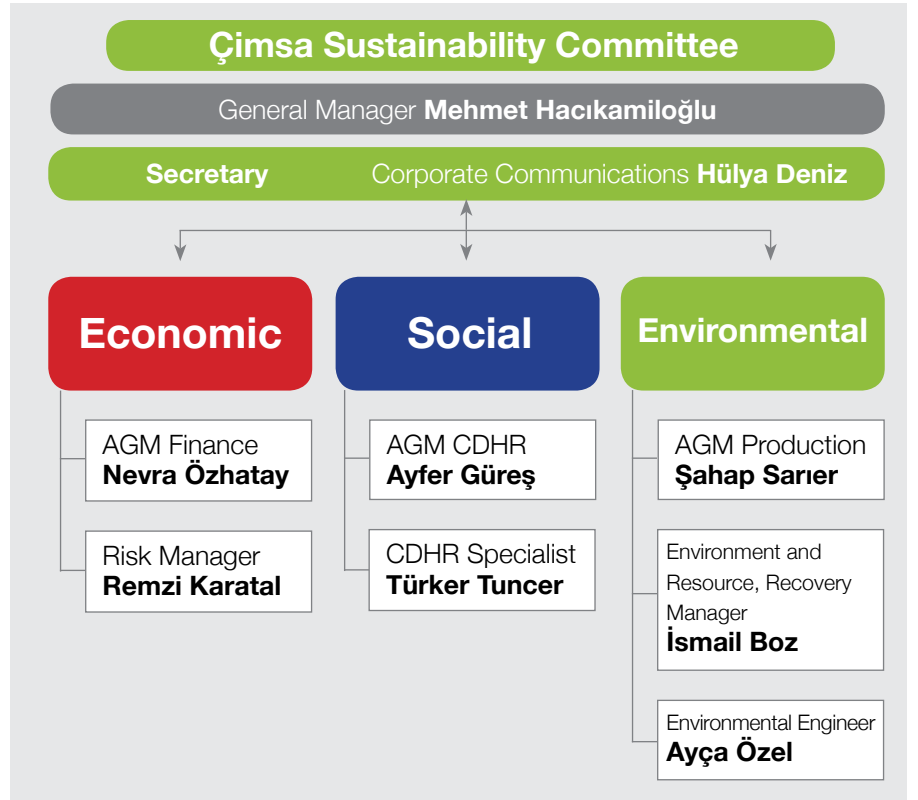 Çimsa Sustainability Committee
General Manager Mehmet Hacıkamiloğlu
Secretary Corporate Communications Hülya Deniz
Economic
AGM Finance
Nevra Özhatay
Risk Manager
Remzi Karatal
Social
AGM CDHR
Ayfer Güreş
CDHR Specialist
Türker Tuncer
Environmental
AGM Production
Şahap Sarıer
Environment and
Resource, Recovery
Manager
İsmail Boz
Environmental Engineer
Ayça Özel